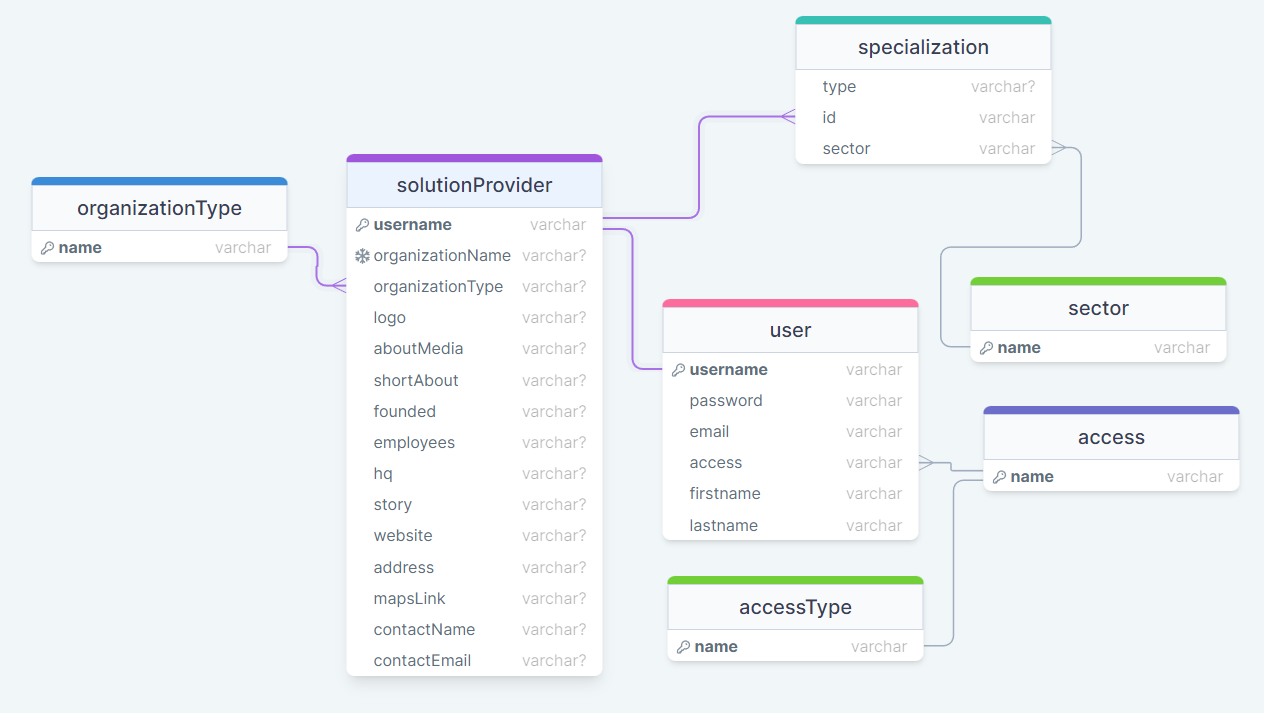 organizationType
name varchar
solutionProvider
username varchar
organizationName varchar?
organizationType varchar?
logo varchar?
aboutMedia varchar?
shortAbout varchar?
founded varchar?
employees varchar?
hq varchar?
story varchar?
website varchar?
address varchar?
mapsLink varchar?
contactName varchar?
contactEmail varchar?
specialization
type varchar?
id varchar
sector varchar
user
username varchar
password varchar
email varchar
access varchar
firstname varchar
lastname varchar
accessType
name varchar
sector
name varchar
access
name varchar